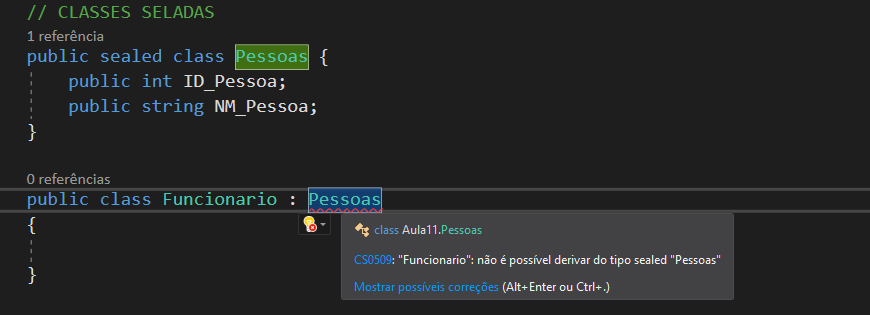 // CLASSES SELADAS
1 referência
public sealed class Pessoas {
public int ID_Pessoa;
public string NM_Pessoa;
}
0 referências
public class Funcionario : Pessoas
{
class Aula11.Pessoas
CS0509: "Funcionario": não é possível derivar do tipo sealed "Pessoas"
}
Mostrar possíveis correções (Alt+Enter ou Ctrl+.)